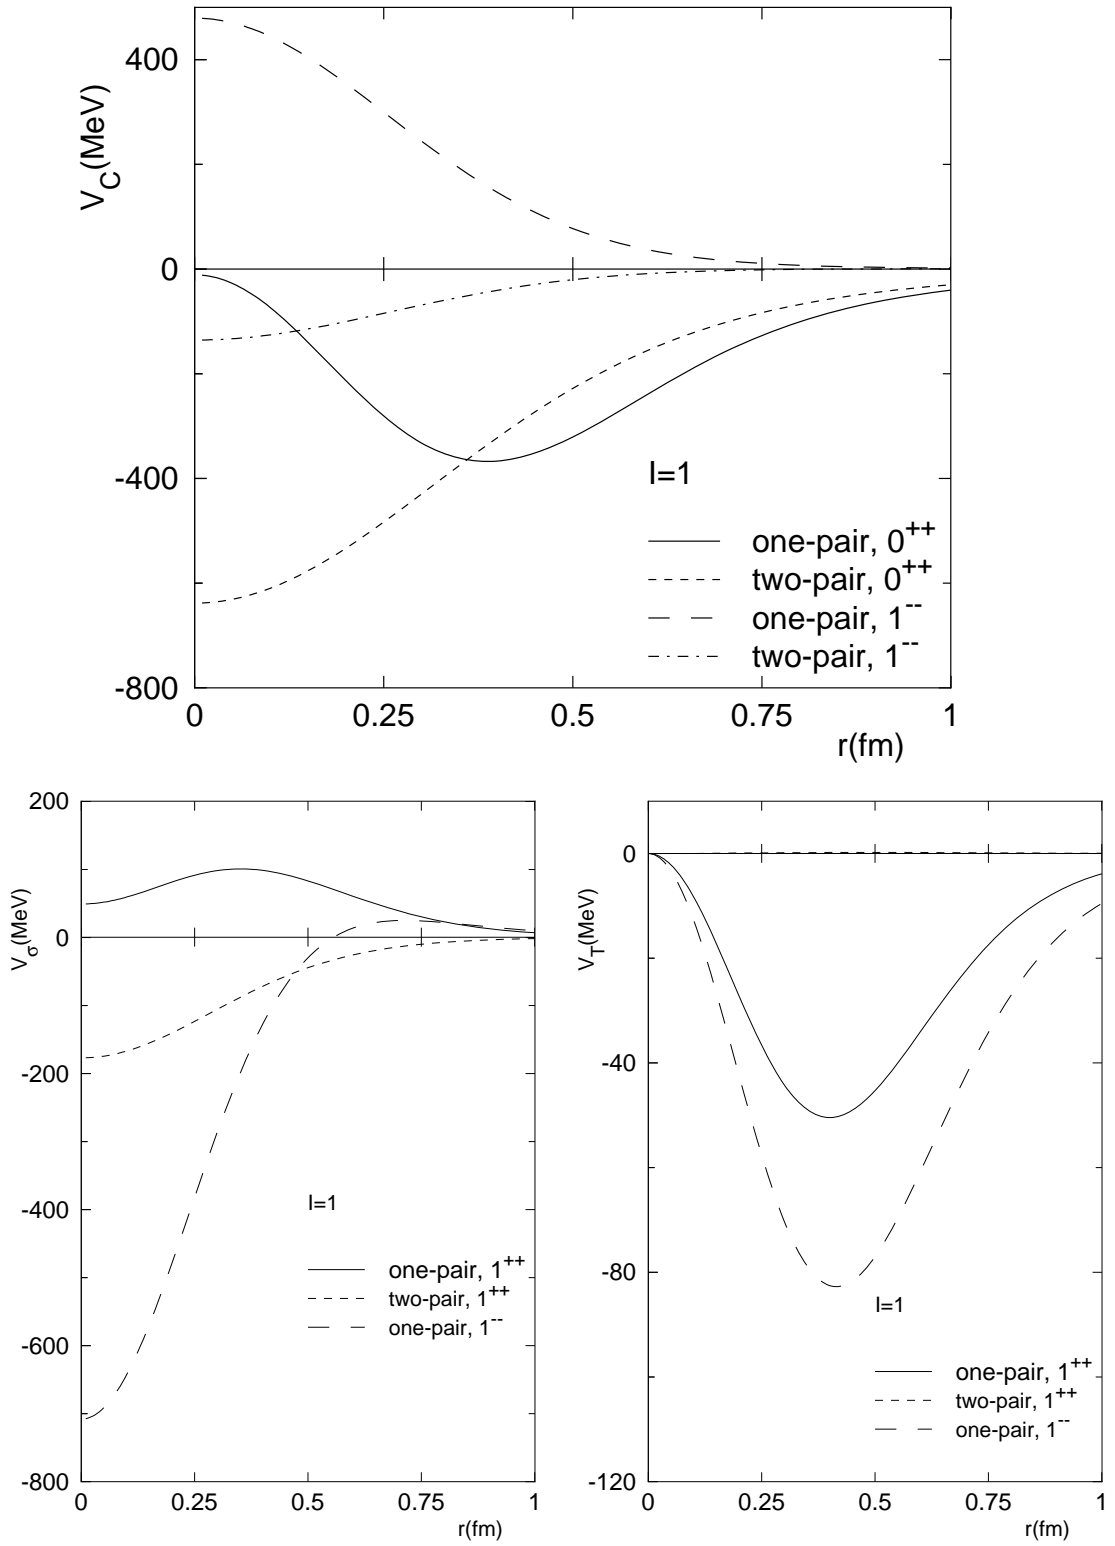 V_C(MeV)
400
0
-400
-800
0 0.25 0.5 0.75 1
r(fm)
I=1
one-pair, 0^{++}
two-pair, 0^{++}
one-pair, 1^{--}
two-pair, 1^{--}
V_σ(MeV)
200
100
0
-200
-400
-600
-800
0 0.25 0.5 0.75 1
r(fm)
I=1
one-pair, 1^{++}
two-pair, 1^{++}
one-pair, 1^{--}
V_T(MeV)
0
-40
-80
-120
0 0.25 0.5 0.75 1
r(fm)
I=1
one-pair, 1^{++}
two-pair, 1^{++}
one-pair, 1^{--}